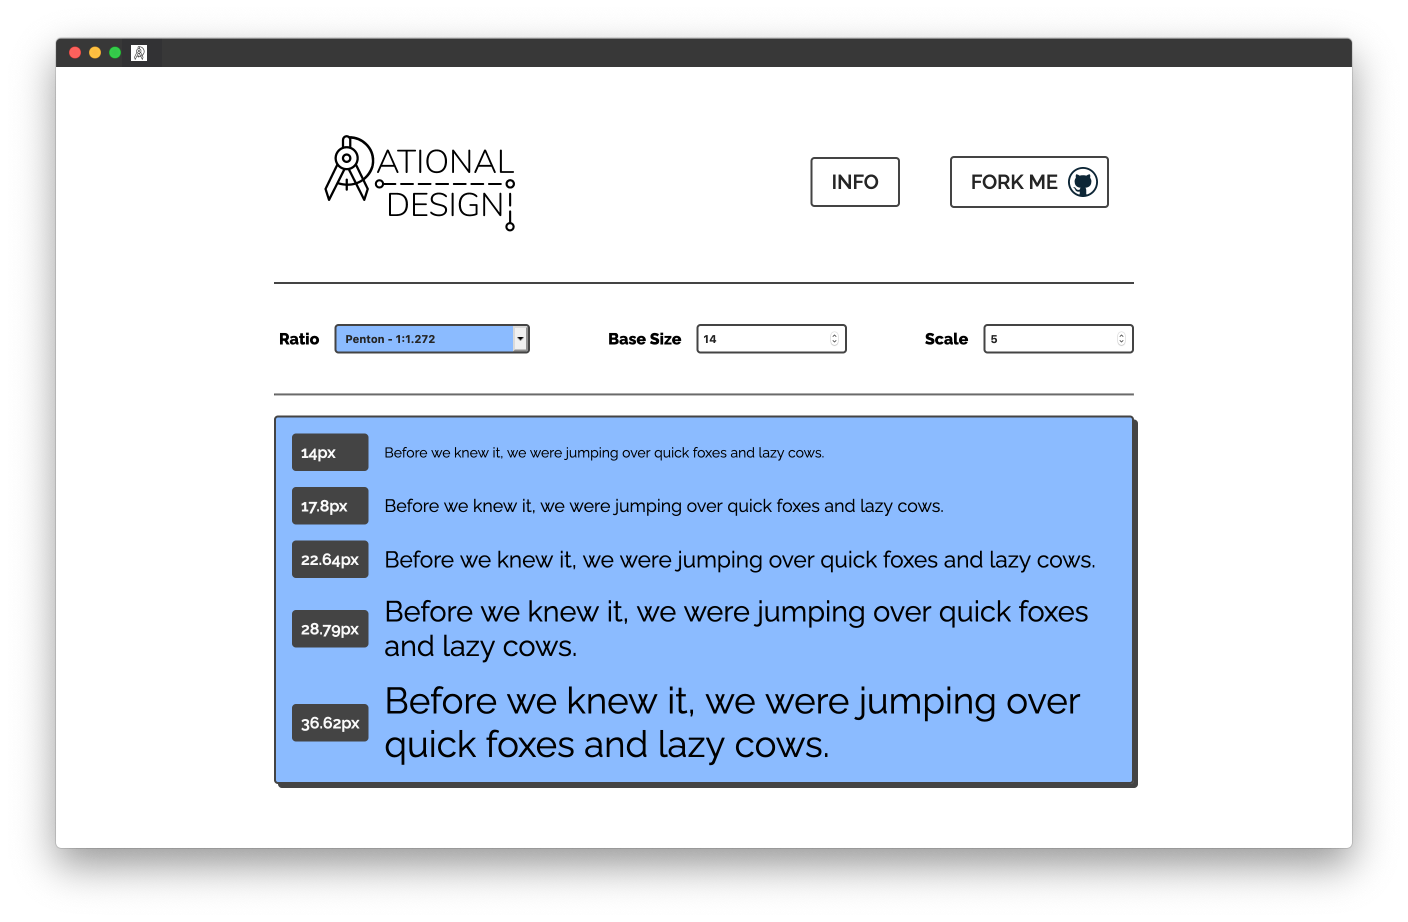 RATIONAL
DESIGN
INFO
FORK ME
Ratio
Penton - 1:1.272
Base Size
14
Scale
5
14px
Before we knew it, we were jumping over quick foxes and lazy cows.
17.8px
Before we knew it, we were jumping over quick foxes and lazy cows.
22.64px
Before we knew it, we were jumping over quick foxes and lazy cows.
28.79px
Before we knew it, we were jumping over quick foxes
and lazy cows.
36.62px
Before we knew it, we were jumping over
quick foxes and lazy cows.